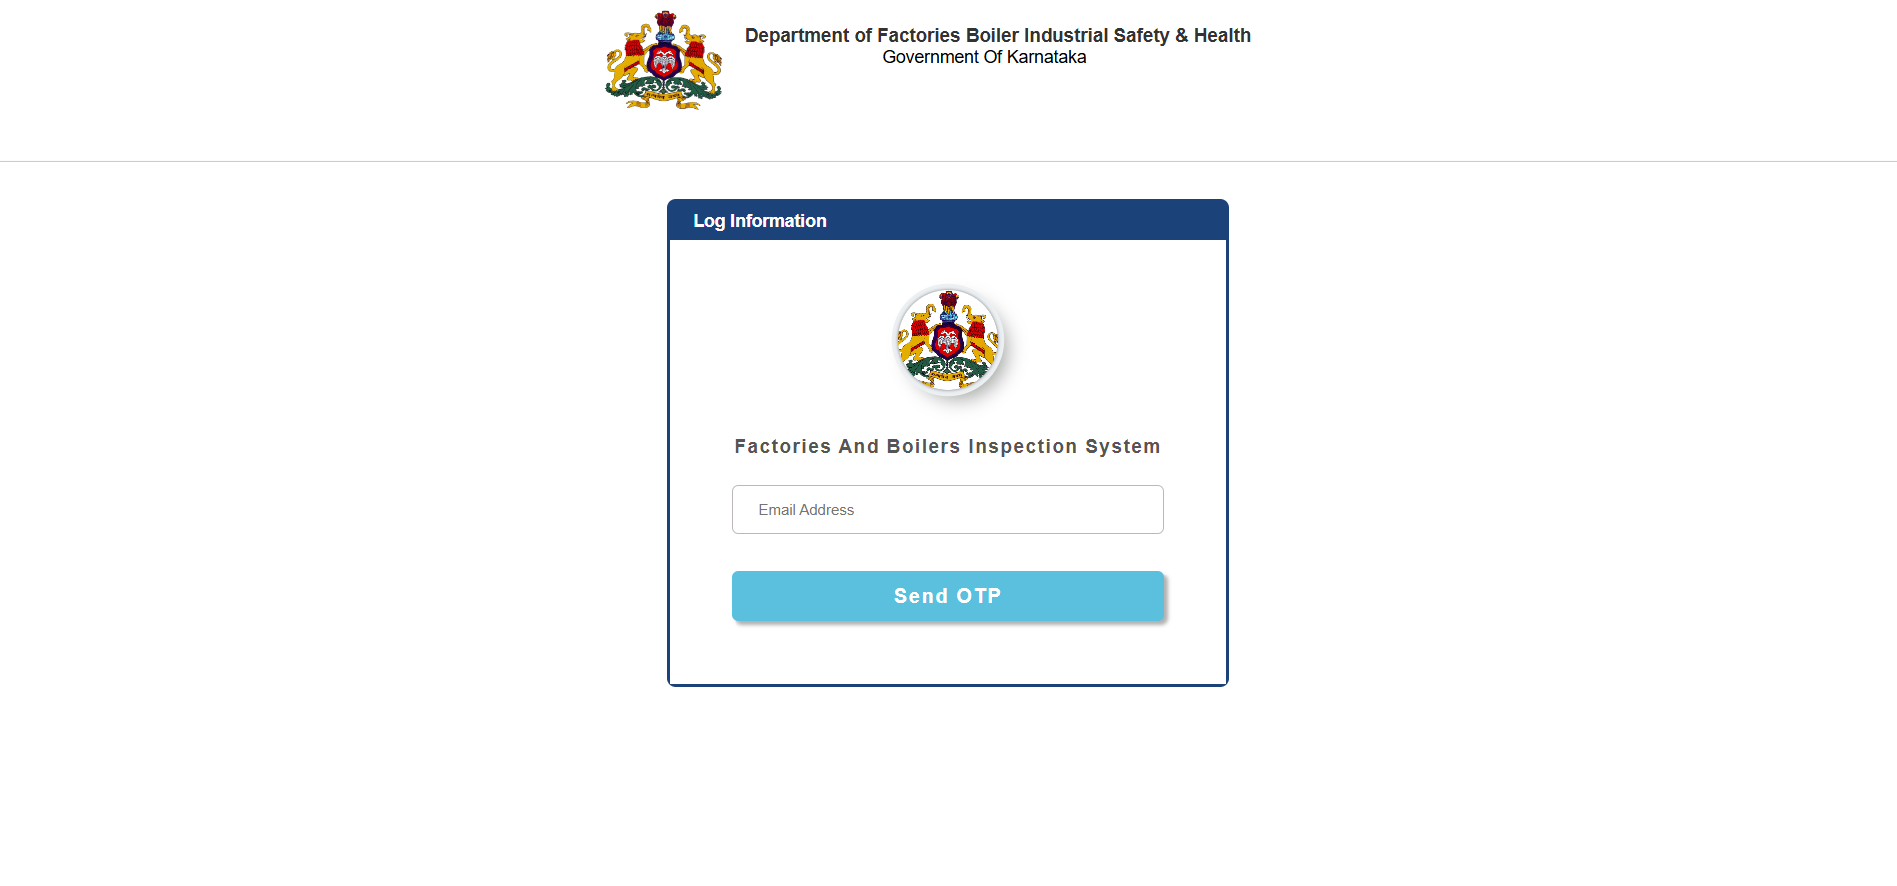 Department of Factories Boiler Industrial Safety & Health
Government Of Karnataka
Log Information
Factories And Boilers Inspection System
Email Address
Send OTP